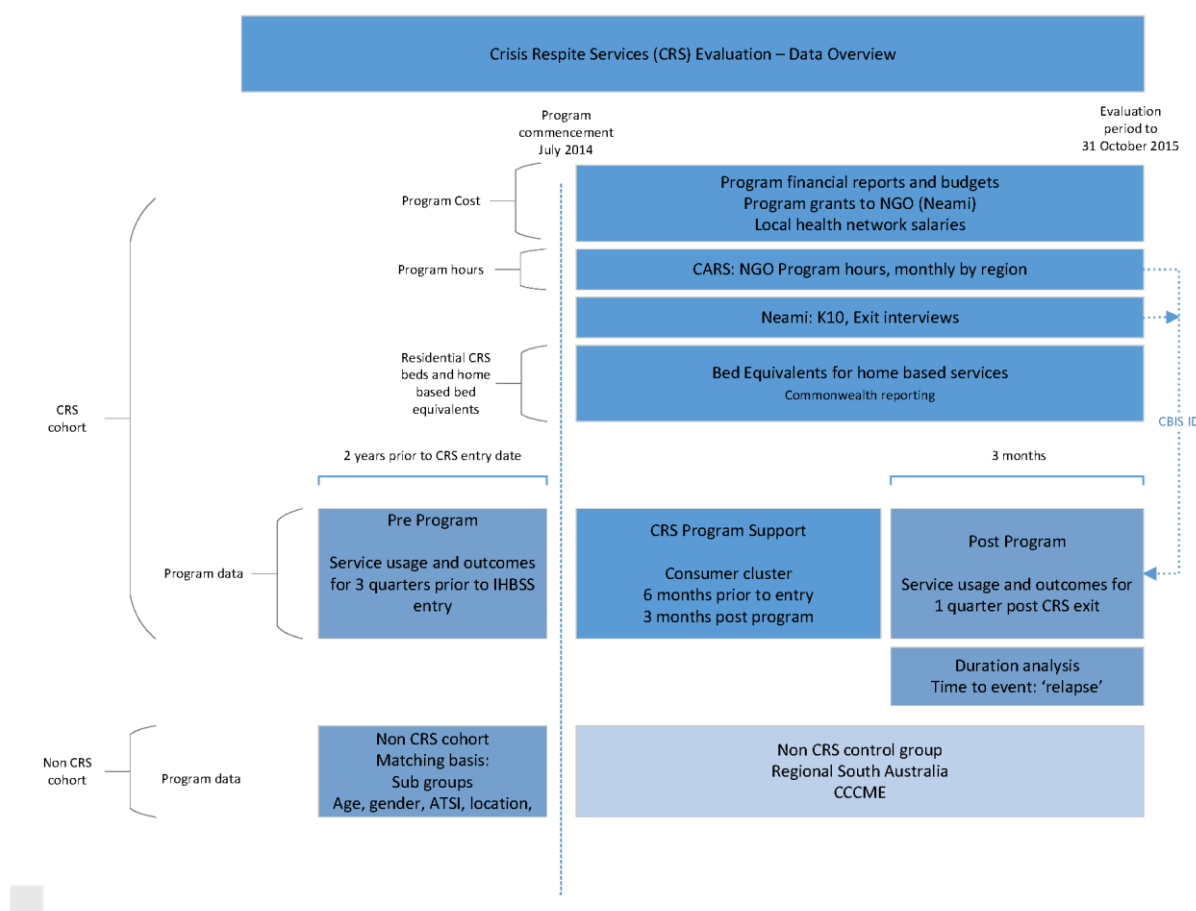 Crisis Respite Services (CRS) Evaluation – Data Overview
Program
commencement
July 2014
Evaluation
period to
31 October 2015
Program Cost
Program financial reports and budgets
Program grants to NGO (Neami)
Local health network salaries
Program hours
CARS: NGO Program hours, monthly by region
Neami: K10, Exit interviews
Residential CRS
beds and home
based bed
equivalents
Bed Equivalents for home based services
Commonwealth reporting
CRS
cohort
CBIS ID
2 years prior to CRS entry date
3 months
Program data
Pre Program
Service usage and outcomes
for 3 quarters prior to IHBSS
entry
CRS Program Support
Consumer cluster
6 months prior to entry
3 months post program
Post Program
Service usage and outcomes for
1 quarter post CRS exit
Duration analysis
Time to event: ‘relapse’
Non CRS
cohort
Program data
Non CRS cohort
Matching basis:
Sub groups
Age, gender, ATSI, location,
Non CRS control group
Regional South Australia
CCCME